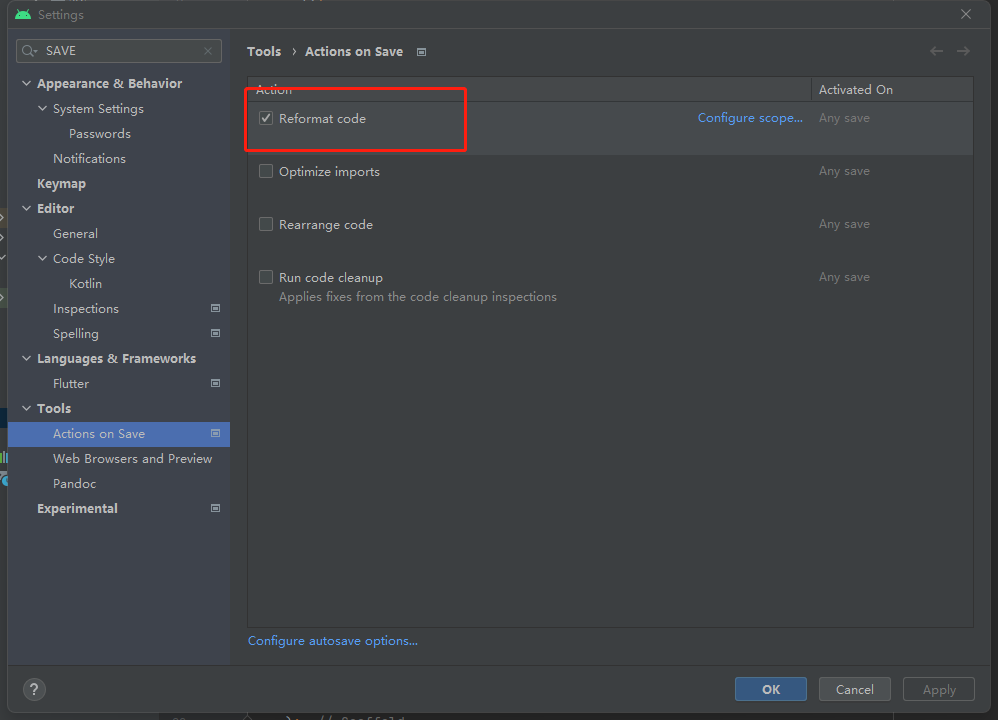 Settings
SAVE
Appearance & Behavior
System Settings
Passwords
Notifications
Keymap
Editor
General
Code Style
Kotlin
Inspections
Spelling
Languages & Frameworks
Flutter
Tools
Actions on Save
Web Browsers and Preview
Pandoc
Experimental
Tools › Actions on Save
Action Activated On
Reformat code Configure scope... Any save
Optimize imports Any save
Rearrange code Any save
Run code cleanup Any save
Applies fixes from the code cleanup inspections
Configure autosave options...
? OK Cancel Apply